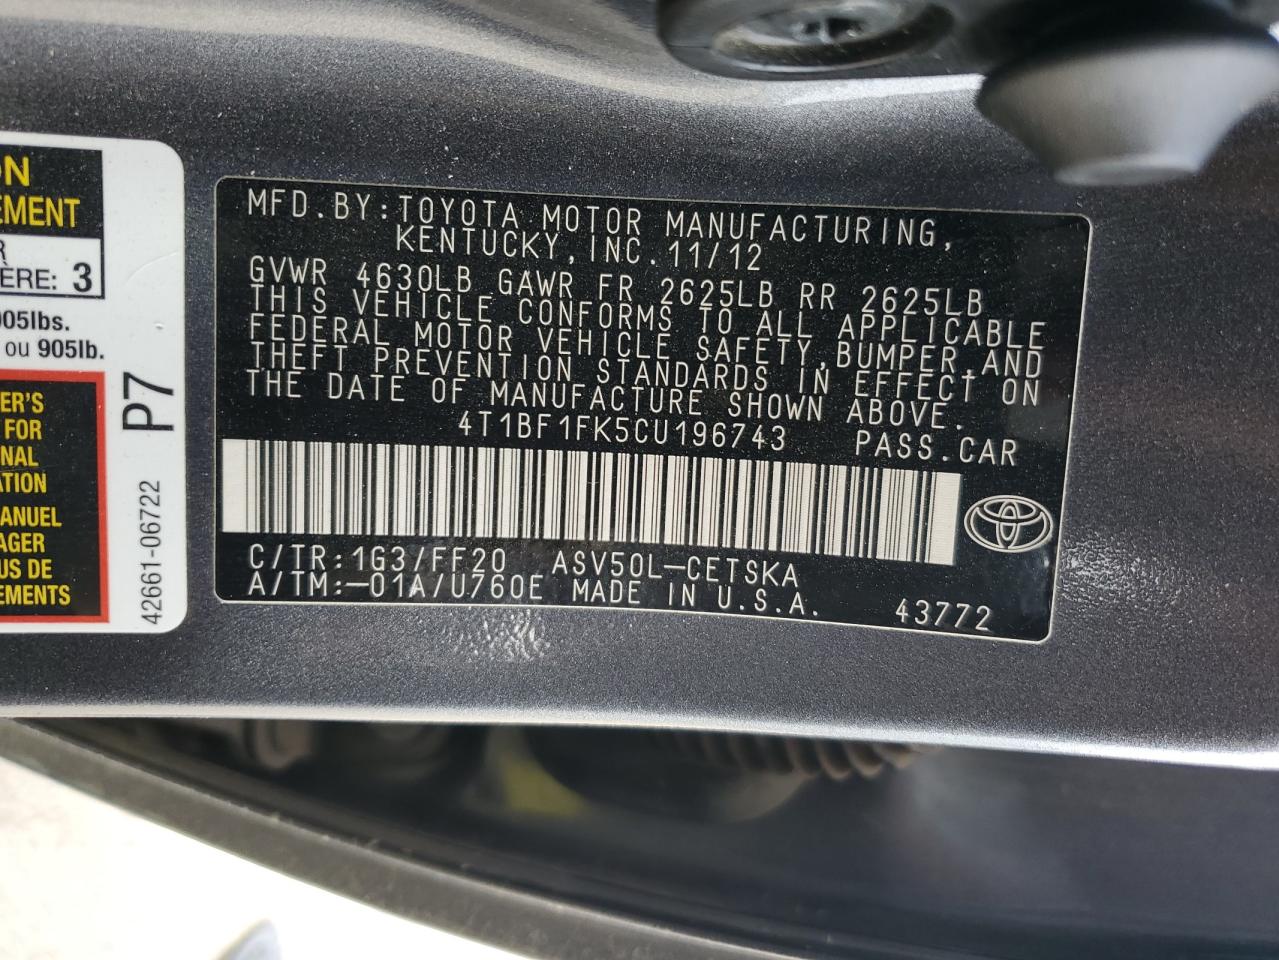 ON
EMENT
R
ÈRE: 3
905lbs.
ou 905lb.
ER'S
FOR
NAL
ATION
ANUEL
AGER
US DE
EMENTS
P7
42661-06722
MFD.BY:TOYOTA MOTOR MANUFACTURING,
KENTUCKY,INC.11/12
GVWR 4630LB GAWR FR 2625LB RR 2625LB
THIS VEHICLE CONFORMS TO ALL APPLICABLE
FEDERAL MOTOR VEHICLE SAFETY,BUMPER,AND
THEFT PREVENTION STANDARDS IN EFFECT ON
THE DATE OF MANUFACTURE SHOWN ABOVE.
4T1BF1FK5CU196743 PASS.CAR
C/TR:1G3/FF20 ASV50L-CETSKA
A/TM:-01A/U760E MADE IN U.S.A. 43772